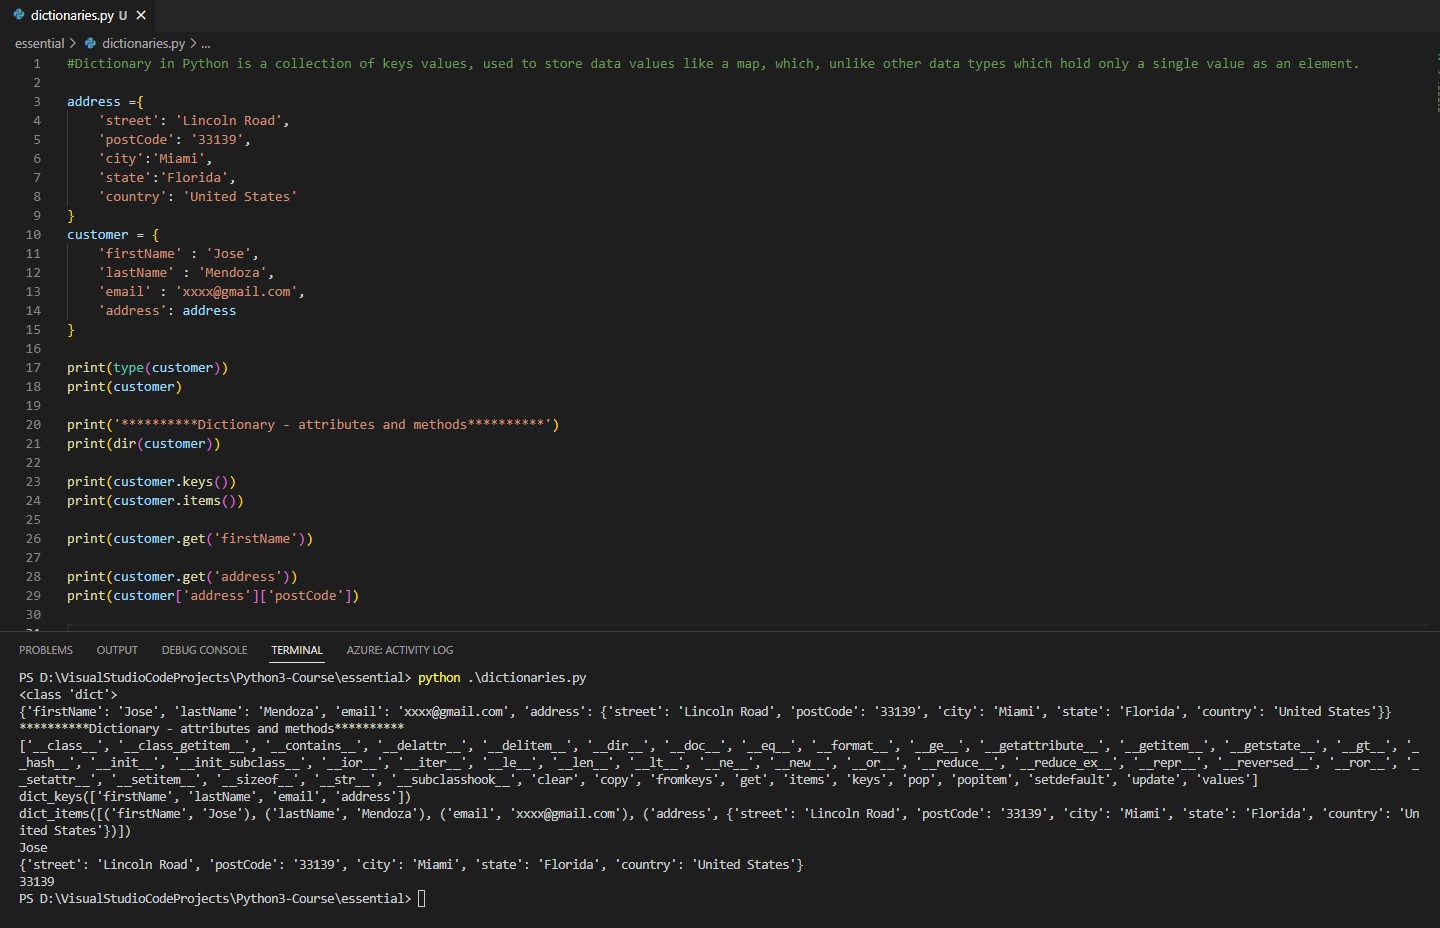 dictionaries.py U
essential > dictionaries.py > ...
1 #Dictionary in Python is a collection of keys values, used to store data values like a map, which, unlike other data types which hold only a single value as an element.
2
3 address ={
4     'street': 'Lincoln Road',
5     'postCode': '33139',
6     'city':'Miami',
7     'state':'Florida',
8     'country': 'United States'
9 }
10 customer = {
11     'firstName' : 'Jose',
12     'lastName' : 'Mendoza',
13     'email' : 'xxxx@gmail.com',
14     'address': address
15 }
16
17 print(type(customer))
18 print(customer)
19
20 print('**********Dictionary - attributes and methods**********')
21 print(dir(customer))
22
23 print(customer.keys())
24 print(customer.items())
25
26 print(customer.get('firstName'))
27
28 print(customer.get('address'))
29 print(customer['address']['postCode'])
30
PROBLEMS OUTPUT DEBUG CONSOLE TERMINAL AZURE: ACTIVITY LOG
PS D:\VisualStudioCodeProjects\Python3-Course\essential> python .\dictionaries.py
<class 'dict'>
{'firstName': 'Jose', 'lastName': 'Mendoza', 'email': 'xxxx@gmail.com', 'address': {'street': 'Lincoln Road', 'postCode': '33139', 'city': 'Miami', 'state': 'Florida', 'country': 'United States'}}
**********Dictionary - attributes and methods**********
['__class__', '__class_getitem__', '__contains__', '__delattr__', '__delitem__', '__dir__', '__doc__', '__eq__', '__format__', '__ge__', '__getattribute__', '__getitem__', '__getstate__', '__gt__', '_
_hash__', '__init__', '__init_subclass__', '__ior__', '__iter__', '__le__', '__len__', '__lt__', '__ne__', '__new__', '__or__', '__reduce__', '__reduce_ex__', '__repr__', '__reversed__', '__ror__', '_
_setattr__', '__setitem__', '__sizeof__', '__str__', '__subclasshook__', 'clear', 'copy', 'fromkeys', 'get', 'items', 'keys', 'pop', 'popitem', 'setdefault', 'update', 'values']
dict_keys(['firstName', 'lastName', 'email', 'address'])
dict_items([('firstName', 'Jose'), ('lastName', 'Mendoza'), ('email', 'xxxx@gmail.com'), ('address', {'street': 'Lincoln Road', 'postCode': '33139', 'city': 'Miami', 'state': 'Florida', 'country': 'Un
ited States'})])
Jose
{'street': 'Lincoln Road', 'postCode': '33139', 'city': 'Miami', 'state': 'Florida', 'country': 'United States'}
33139
PS D:\VisualStudioCodeProjects\Python3-Course\essential>